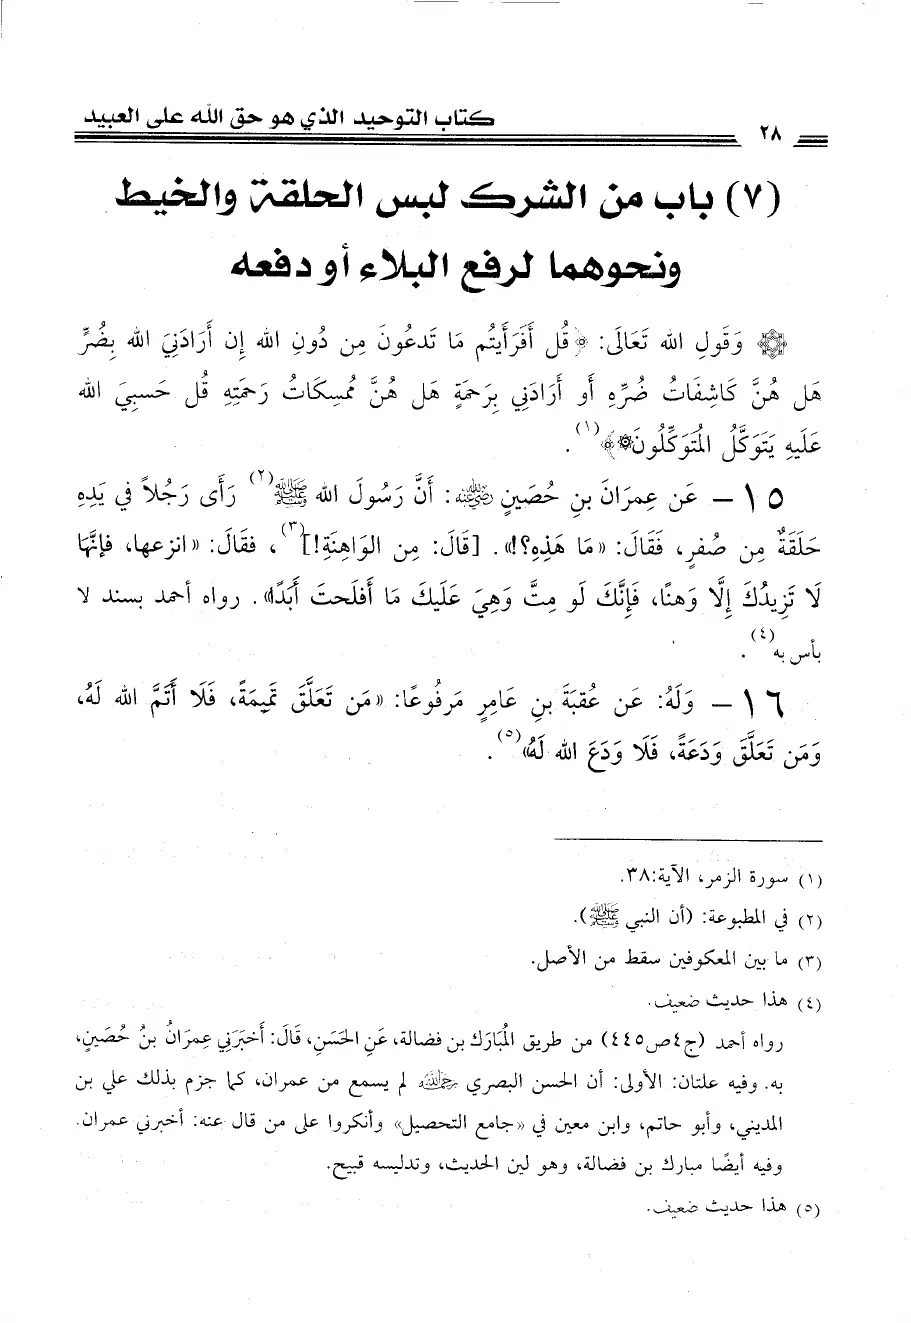 كتاب التوحيد الذي هو حق الله على العبيد
٢٨
(٧) باب من الشرك لبس الحلقة والخيط
ونحوهما لرفع البلاء أو دفعه
وَقَولِ الله تَعَالَى: ﴿قُل أَفَرَأَيتُم مَا تَدعُونَ مِن دُونِ الله إِن أَرَادَنِيَ الله بِضُرٍّ
هَل هُنَّ كَاشِفَاتُ ضُرِّهِ أَو أَرَادَنِي بِرَحمَةٍ هَل هُنَّ مُمسِكَاتُ رَحمَتِهِ قُل حَسبِيَ الله
عَلَيهِ يَتَوَكَّلُ المُتَوَكِّلُونَ﴾(١).
١٥ – عَن عِمرَانَ بنِ حُصَينٍ ﵁: أَنَّ رَسُولَ الله ﷺ(٢) رَأَى رَجُلاً فِي يَدِهِ
حَلقَةٌ مِن صُفرٍ، فَقَالَ: «مَا هَذِهِ؟!». [قَالَ: مِن الوَاهِنَةِ!](٣)، فَقَالَ: «انزعها، فَإنَّهَا
لَا تَزِيدُكَ إِلَّا وَهنًا، فَإِنَّكَ لَو مِتَّ وَهِيَ عَلَيكَ مَا أَفلَحتَ أَبَدًا». رواه أحمد بسند لا
بأس به(٤).
١٦ – وَلَهُ: عَن عُقبَةَ بنِ عَامِرٍ مَرفُوعًا: «مَن تَعَلَّقَ تَمِيمَةً، فَلَا أَتَمَّ الله لَهُ،
وَمَن تَعَلَّقَ وَدَعَةً، فَلَا وَدَعَ الله لَهُ»(٥).
(١) سورة الزمر، الآية:٣٨.
(٢) في المطبوعة: (أن النبي ﷺ).
(٣) ما بين المعكوفين سقط من الأصل.
(٤) هذا حديث ضعيف.
رواه أحمد (ج٤ص٤٤٥) من طريق المُبَارَك بن فضالة، عَنِ الحَسَنِ، قَالَ: أَخبَرَنِي عِمرَانُ بنُ حُصَينٍ،
به. وفيه علتان: الأولى: أن الحسن البصري ﵀ لم يسمع من عمران، كما جزم بذلك علي بن
المديني، وأبو حاتم، وابن معين في «جامع التحصيل» وأنكروا على من قال عنه: أخبرني عمران.
وفيه أيضًا مبارك بن فضالة، وهو لين الحديث، وتدليسه قبيح.
(٥) هذا حديث ضعيف.